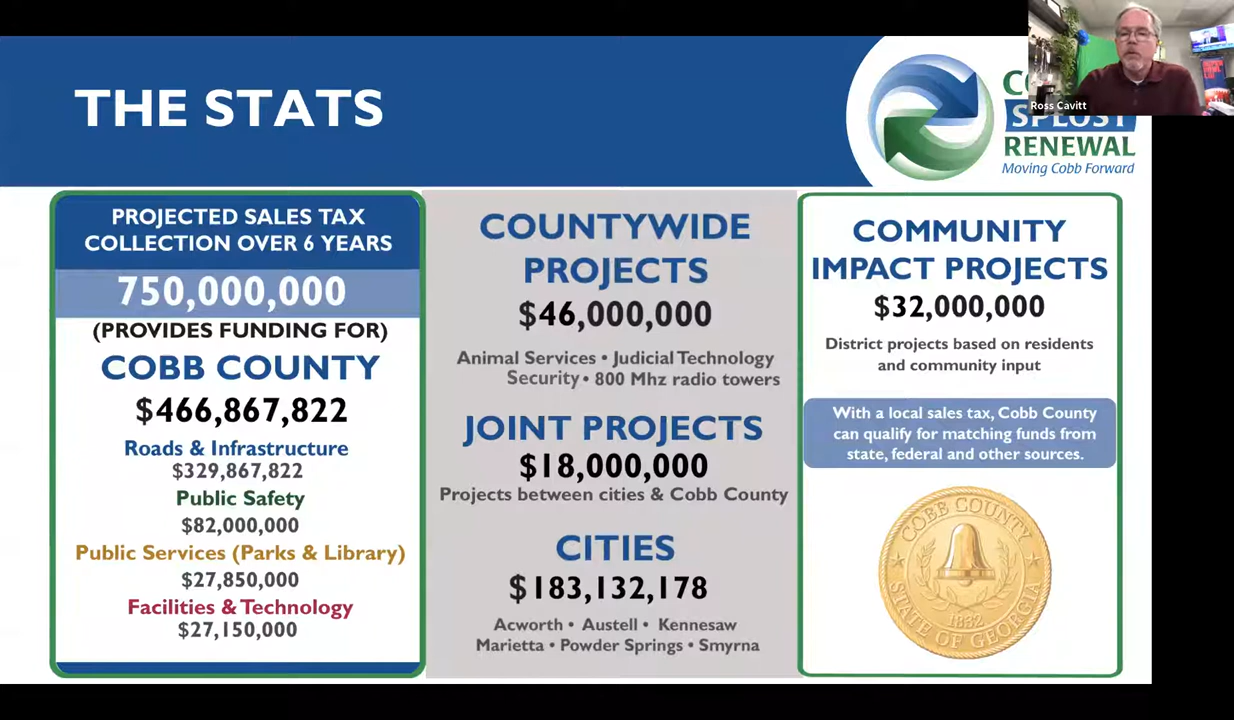 THE STATS
Ross Cavitt
SPLOST
RENEWAL
Moving Cobb Forward
PROJECTED SALES TAX
COLLECTION OVER 6 YEARS
750,000,000
(PROVIDES FUNDING FOR)
COBB COUNTY
$466,867,822
Roads & Infrastructure
$329,867,822
Public Safety
$82,000,000
Public Services (Parks & Library)
$27,850,000
Facilities & Technology
$27,150,000
COUNTYWIDE
PROJECTS
$46,000,000
Animal Services • Judicial Technology
Security • 800 Mhz radio towers
JOINT PROJECTS
$18,000,000
Projects between cities & Cobb County
CITIES
$183,132,178
Acworth • Austell • Kennesaw
Marietta • Powder Springs • Smyrna
COMMUNITY
IMPACT PROJECTS
$32,000,000
District projects based on residents
and community input
With a local sales tax, Cobb County
can qualify for matching funds from
state, federal and other sources.
COBB COUNTY
1832
STATE OF GEORGIA